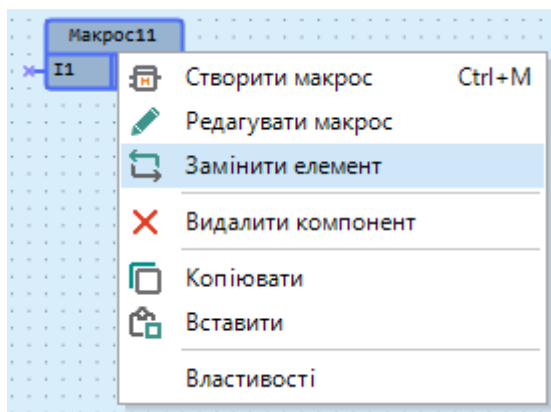 Макрос11
I1
Створити макрос Ctrl+M
Редагувати макрос
Замінити елемент
Видалити компонент
Копіювати
Вставити
Властивості